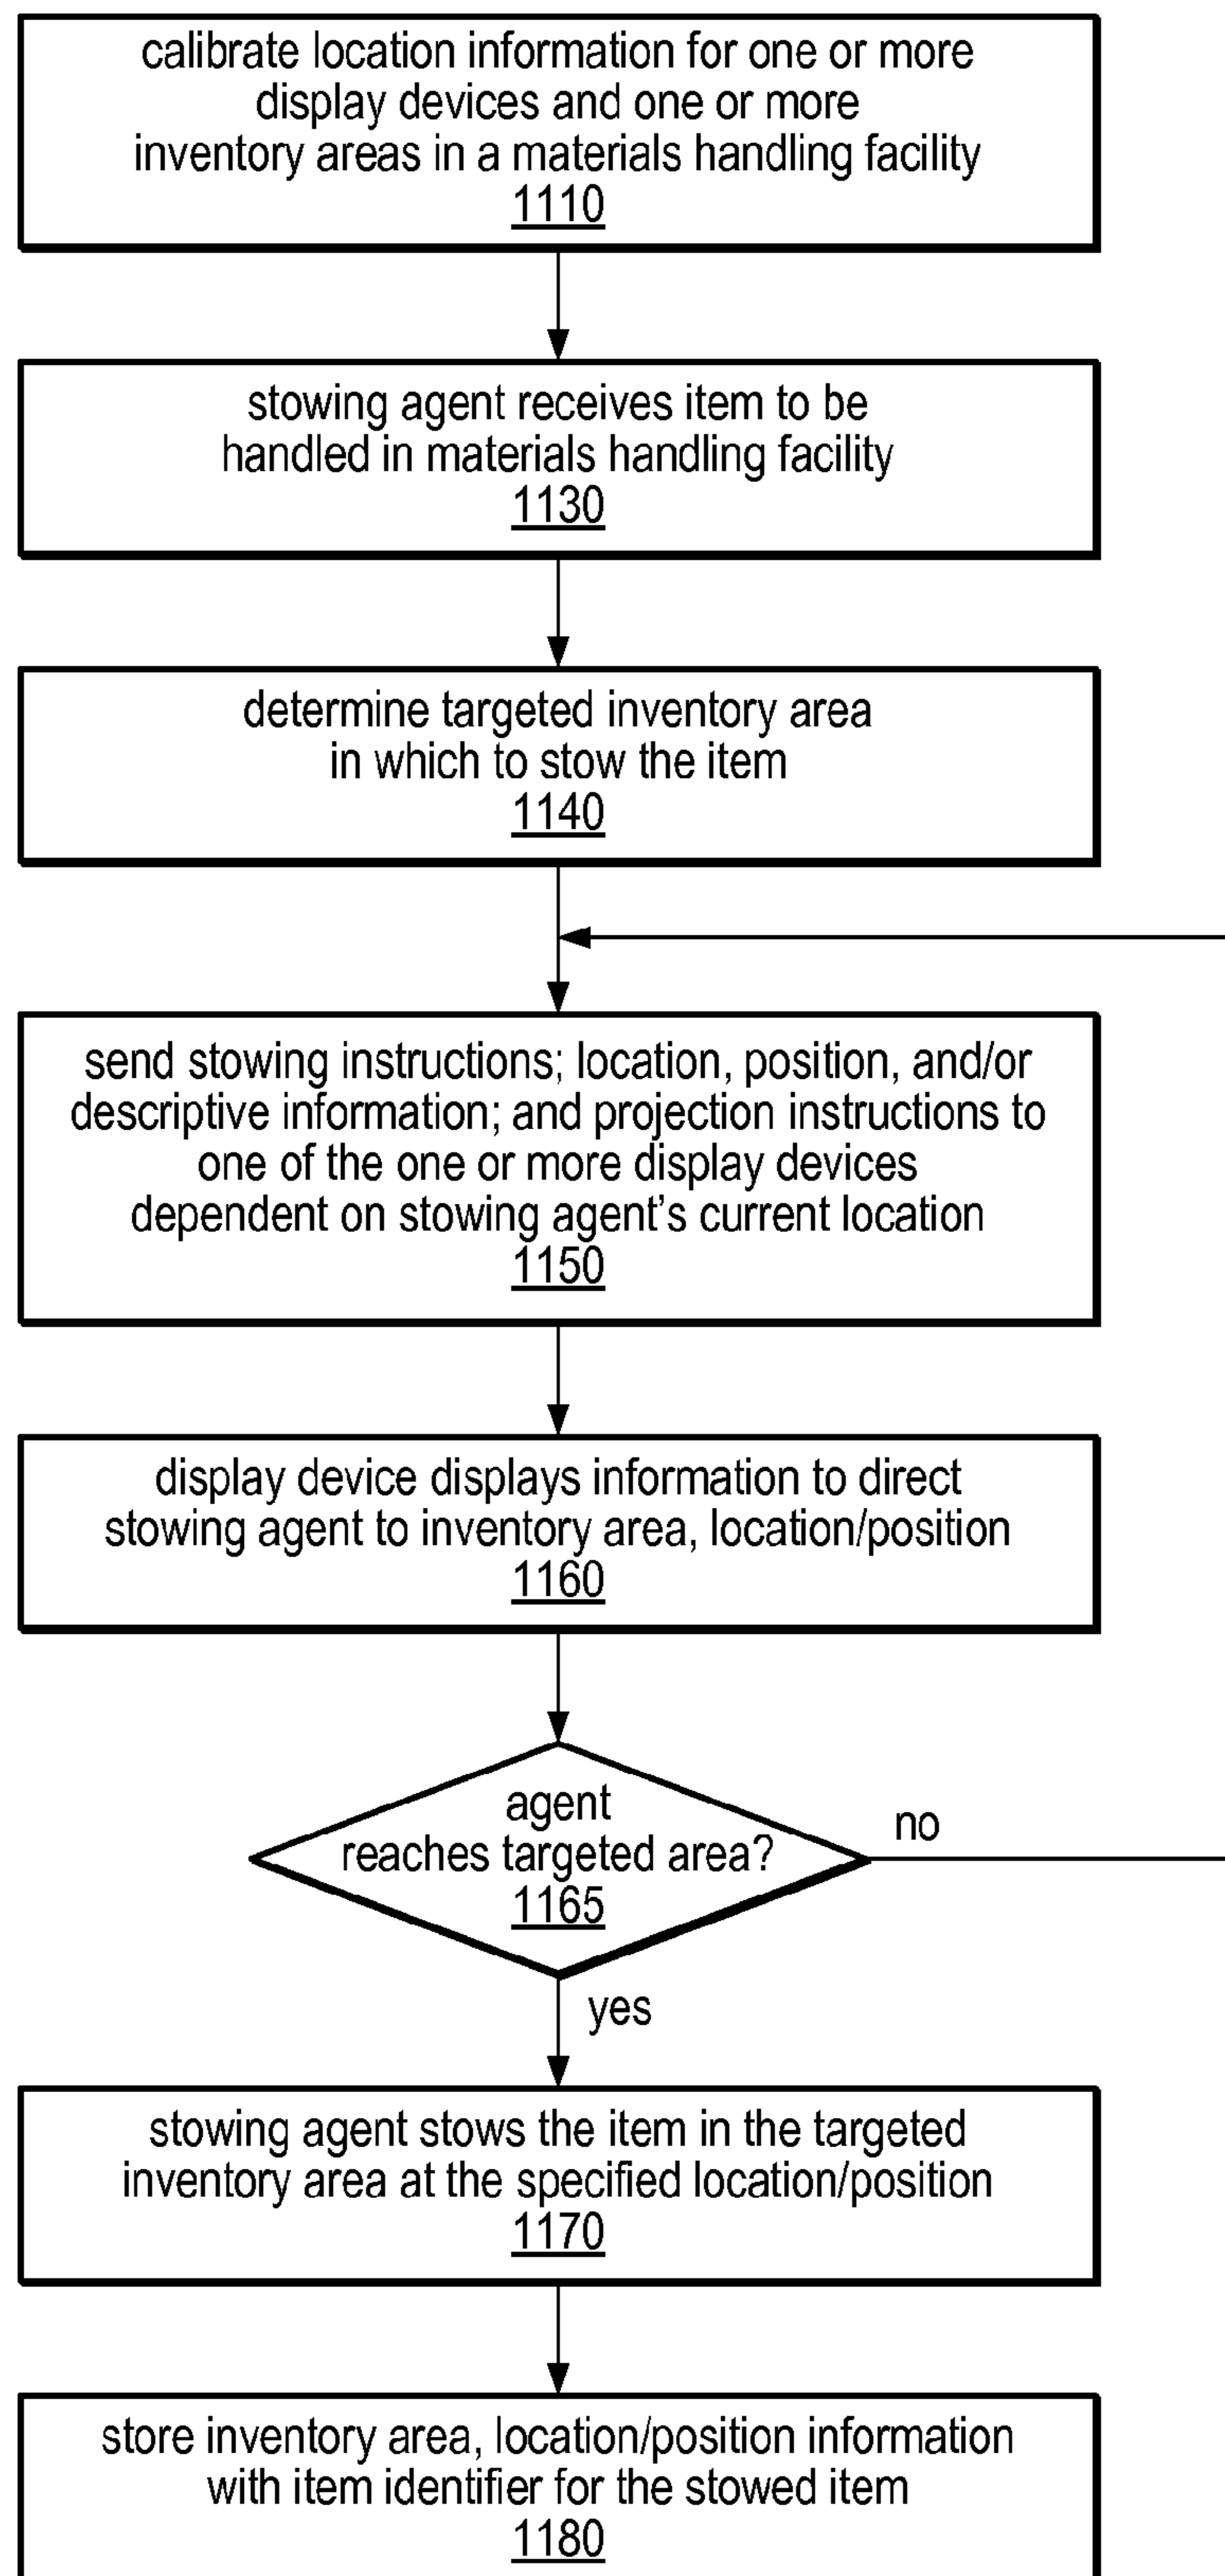 calibrate location information for one or more
display devices and one or more
inventory areas in a materials handling facility
1110
stowing agent receives item to be
handled in materials handling facility
1130
determine targeted inventory area
in which to stow the item
1140
send stowing instructions; location, position, and/or
descriptive information; and projection instructions to
one of the one or more display devices
dependent on stowing agent's current location
1150
display device displays information to direct
stowing agent to inventory area, location/position
1160
agent
reaches targeted area?
1165
no
yes
stowing agent stows the item in the targeted
inventory area at the specified location/position
1170
store inventory area, location/position information
with item identifier for the stowed item
1180